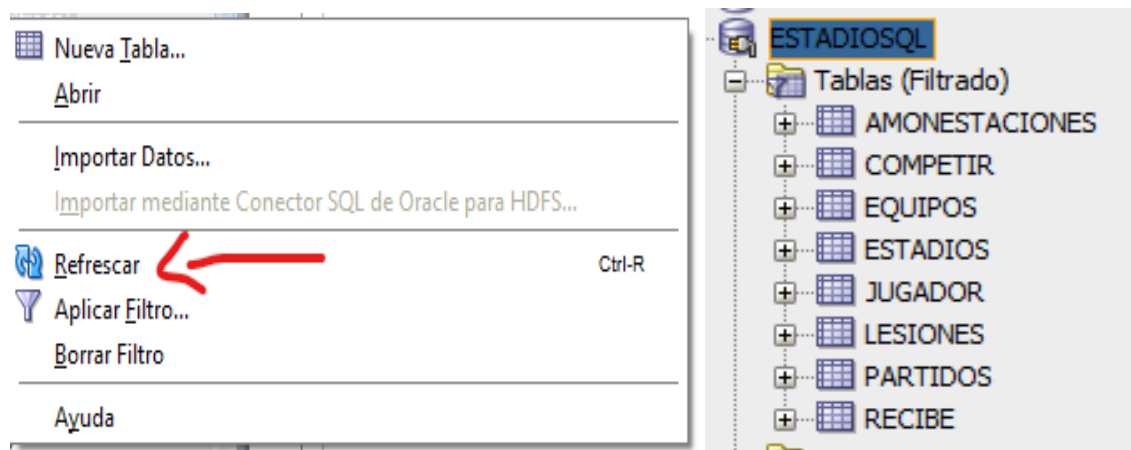 Nueva Tabla...
Abrir
Importar Datos...
Importar mediante Conector SQL de Oracle para HDFS...
Refrescar Ctrl-R
Aplicar Filtro...
Borrar Filtro
Ayuda
ESTADIOSQL
Tablas (Filtrado)
AMONESTACIONES
COMPETIR
EQUIPOS
ESTADIOS
JUGADOR
LESIONES
PARTIDOS
RECIBE